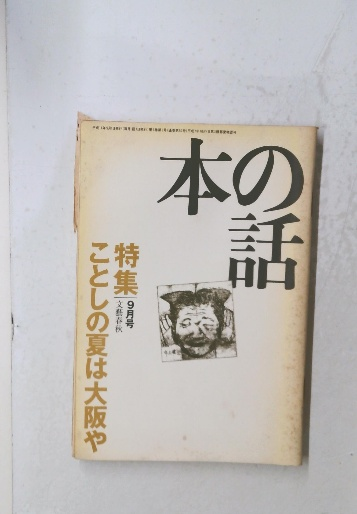 本の話
特集
ことしの夏は大阪や
9月号
文藝春秋